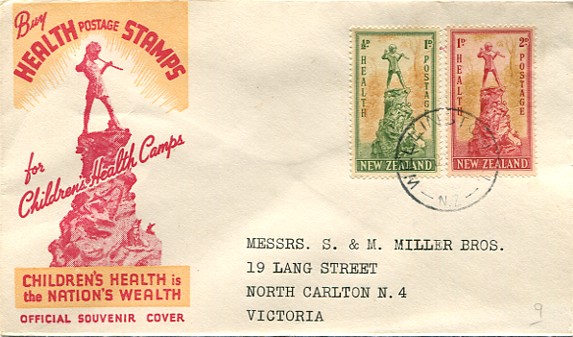 Buy
HEALTH POSTAGE STAMPS
for
Children's Health Camps
CHILDREN'S HEALTH is
the NATION'S WEALTH
OFFICIAL SOUVENIR COVER
½D 1D
HEALTH POSTAGE
NEW ZEALAND
1D 2D
HEALTH POSTAGE
NEW ZEALAND
N.Z.
MESSRS. S. & M. MILLER BROS.
19 LANG STREET
NORTH CARLTON N.4
VICTORIA
9